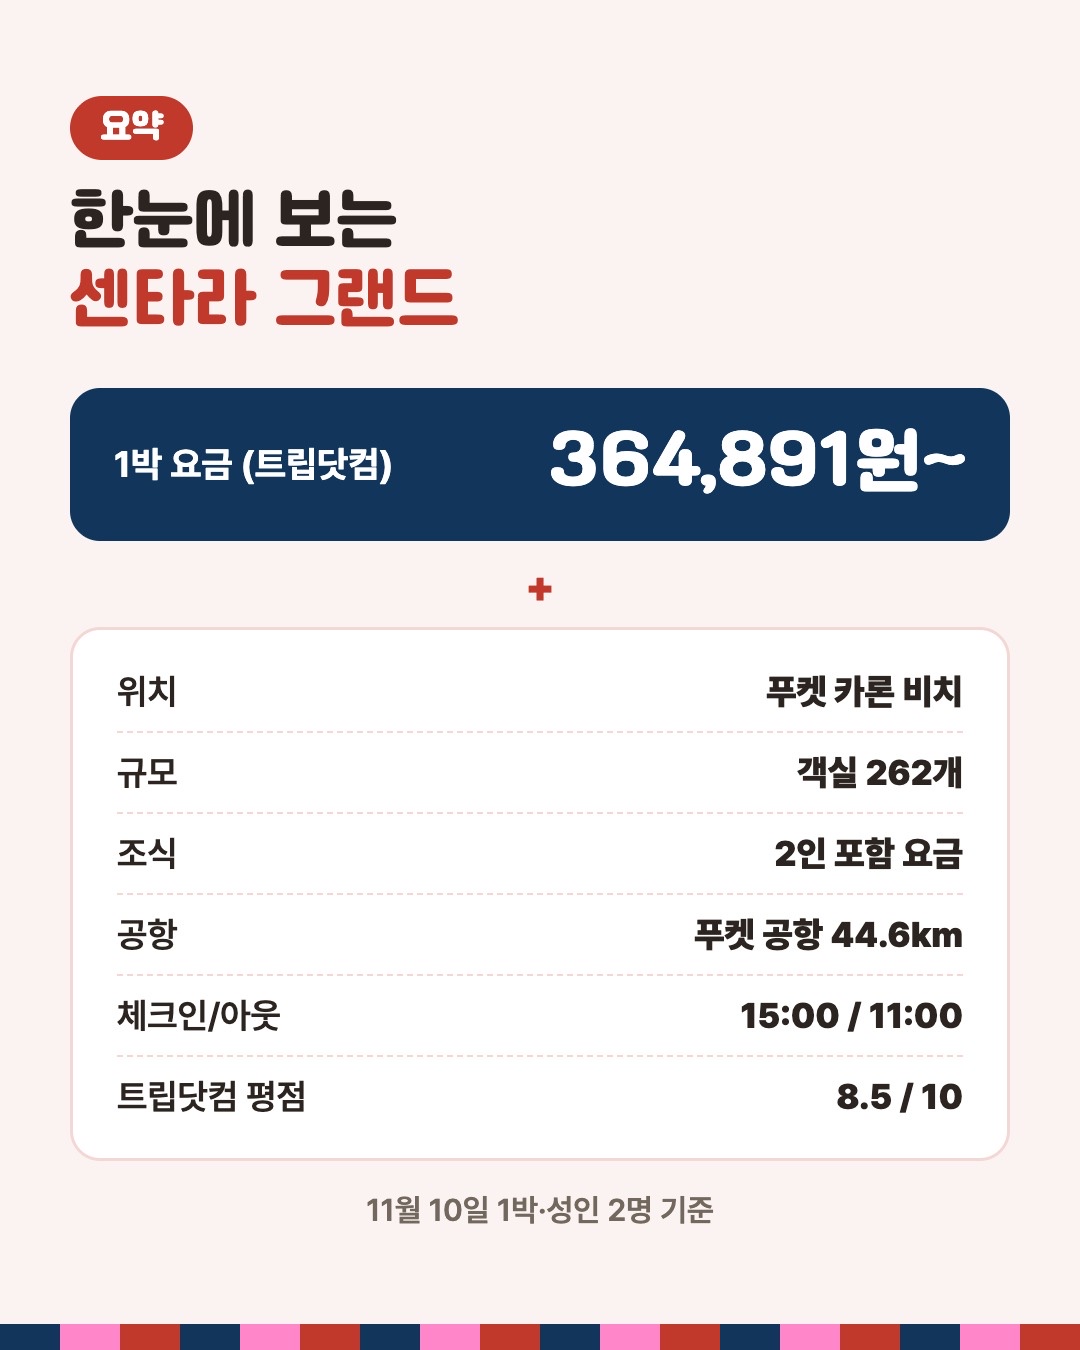 요약
한눈에 보는
센타라 그랜드
1박 요금 (트립닷컴) 364,891원~
+
위치 푸켓 카론 비치
규모 객실 262개
조식 2인 포함 요금
공항 푸켓 공항 44.6km
체크인/아웃 15:00 / 11:00
트립닷컴 평점 8.5 / 10
11월 10일 1박·성인 2명 기준